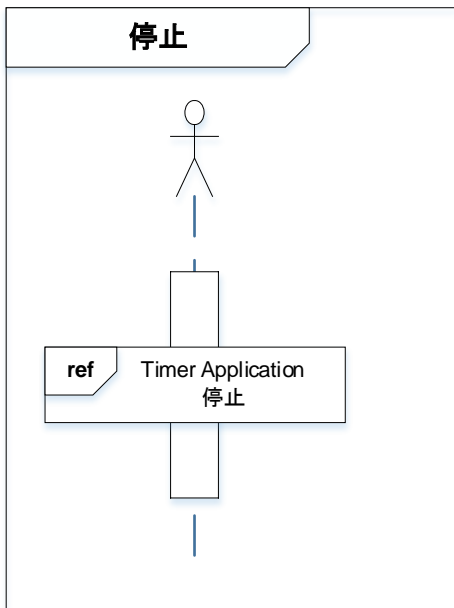 停止
ref
Timer Application
停止